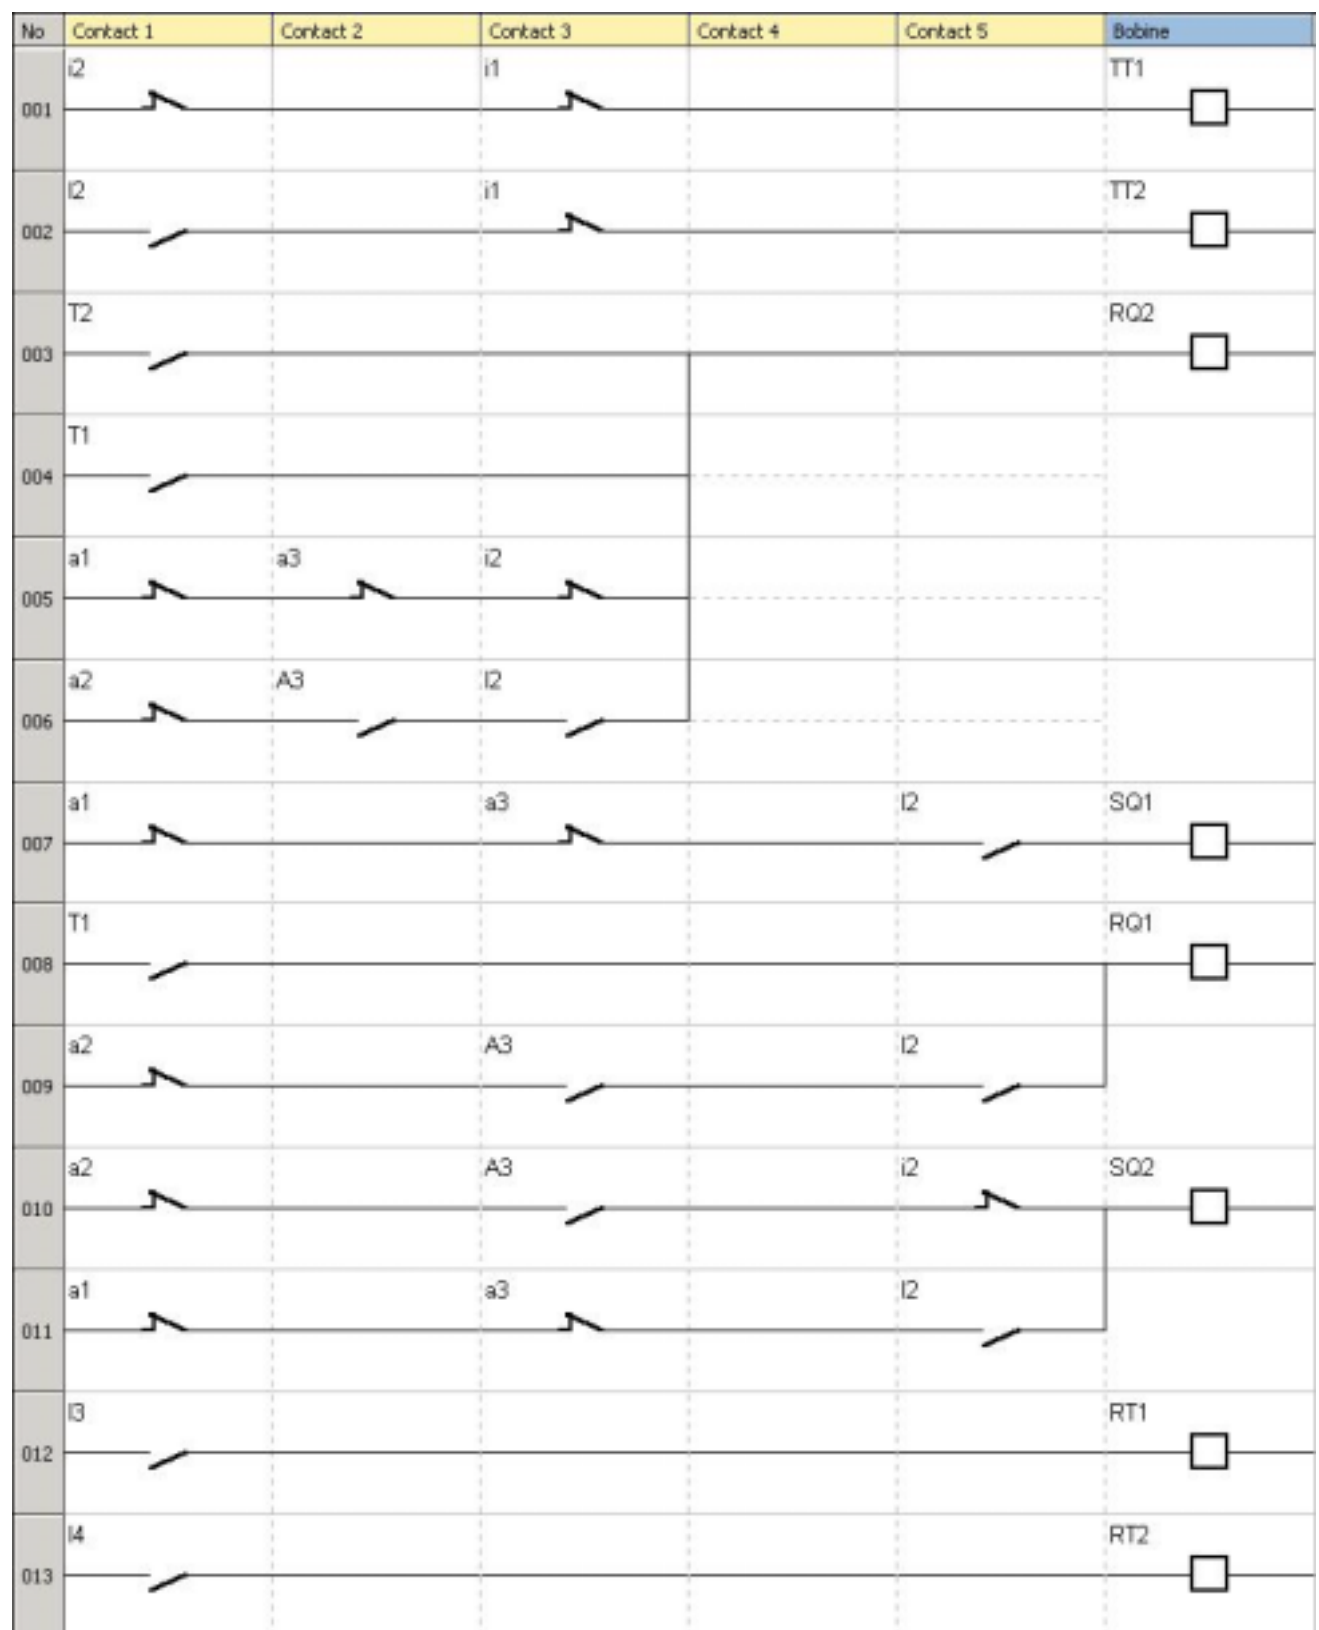 No Contact 1 Contact 2 Contact 3 Contact 4 Contact 5 Bobine
i2 i1 TT1
001
I2 i1 TT2
002
T2 RQ2
003
T1
004
a1 a3 i2
005
a2 A3 I2
006
a1 a3 I2 SQ1
007
T1 RQ1
008
a2 A3 I2
009
a2 A3 i2 SQ2
010
a1 a3 I2
011
I3 RT1
012
I4 RT2
013